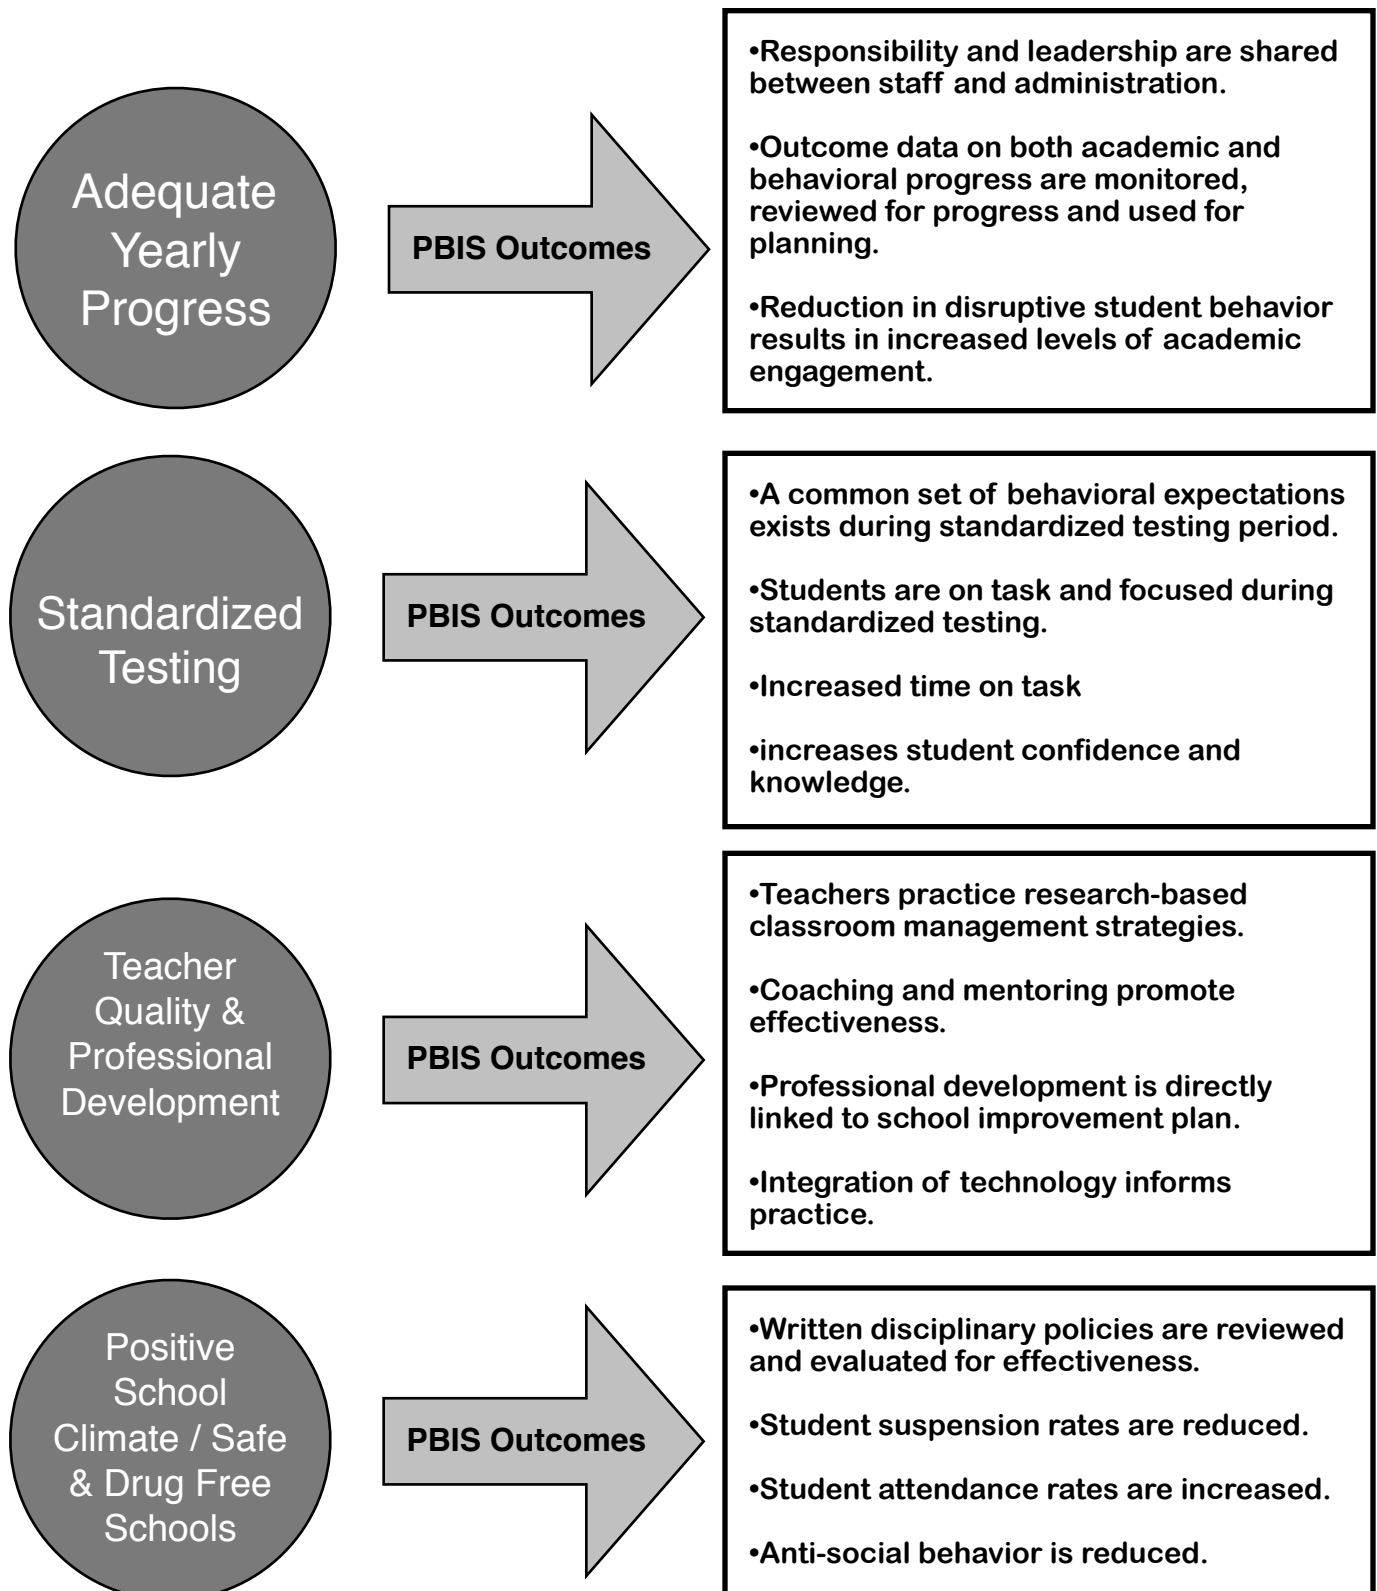 Adequate
Yearly
Progress
PBIS Outcomes
•Responsibility and leadership are shared
between staff and administration.
•Outcome data on both academic and
behavioral progress are monitored,
reviewed for progress and used for
planning.
•Reduction in disruptive student behavior
results in increased levels of academic
engagement.
Standardized
Testing
PBIS Outcomes
•A common set of behavioral expectations
exists during standardized testing period.
•Students are on task and focused during
standardized testing.
•Increased time on task
•increases student confidence and
knowledge.
Teacher
Quality &
Professional
Development
PBIS Outcomes
•Teachers practice research-based
classroom management strategies.
•Coaching and mentoring promote
effectiveness.
•Professional development is directly
linked to school improvement plan.
•Integration of technology informs
practice.
Positive
School
Climate / Safe
& Drug Free
Schools
PBIS Outcomes
•Written disciplinary policies are reviewed
and evaluated for effectiveness.
•Student suspension rates are reduced.
•Student attendance rates are increased.
•Anti-social behavior is reduced.